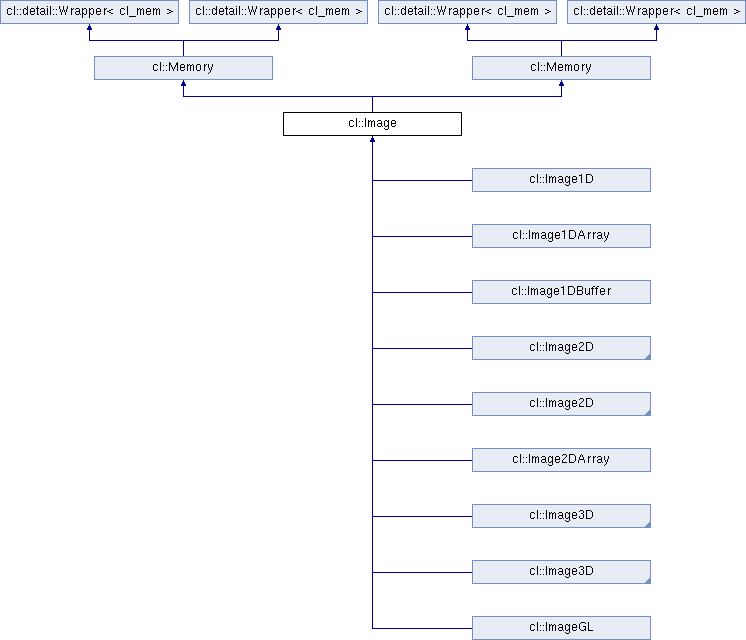 cl::detail::Wrapper< cl_mem >
cl::detail::Wrapper< cl_mem >
cl::detail::Wrapper< cl_mem >
cl::detail::Wrapper< cl_mem >
cl::Memory
cl::Memory
cl::Image
cl::Image1D
cl::Image1DArray
cl::Image1DBuffer
cl::Image2D
cl::Image2D
cl::Image2DArray
cl::Image3D
cl::Image3D
cl::ImageGL